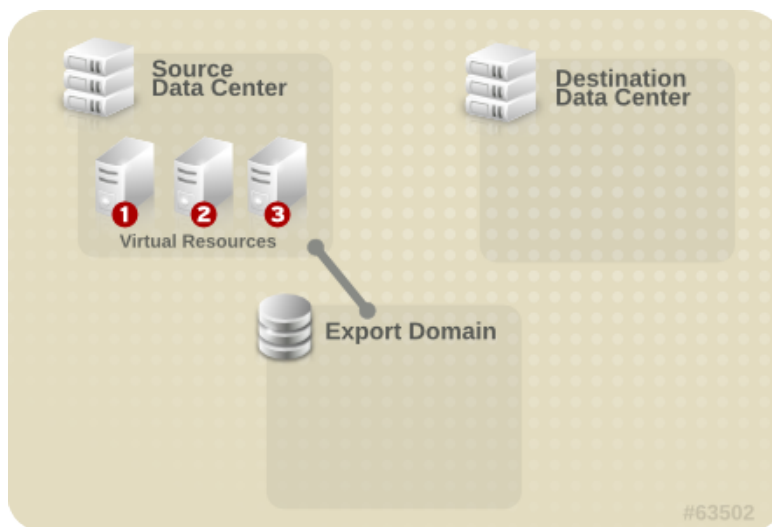 Source
Data Center
Destination
Data Center
1
2
3
Virtual Resources
Export Domain
#63502